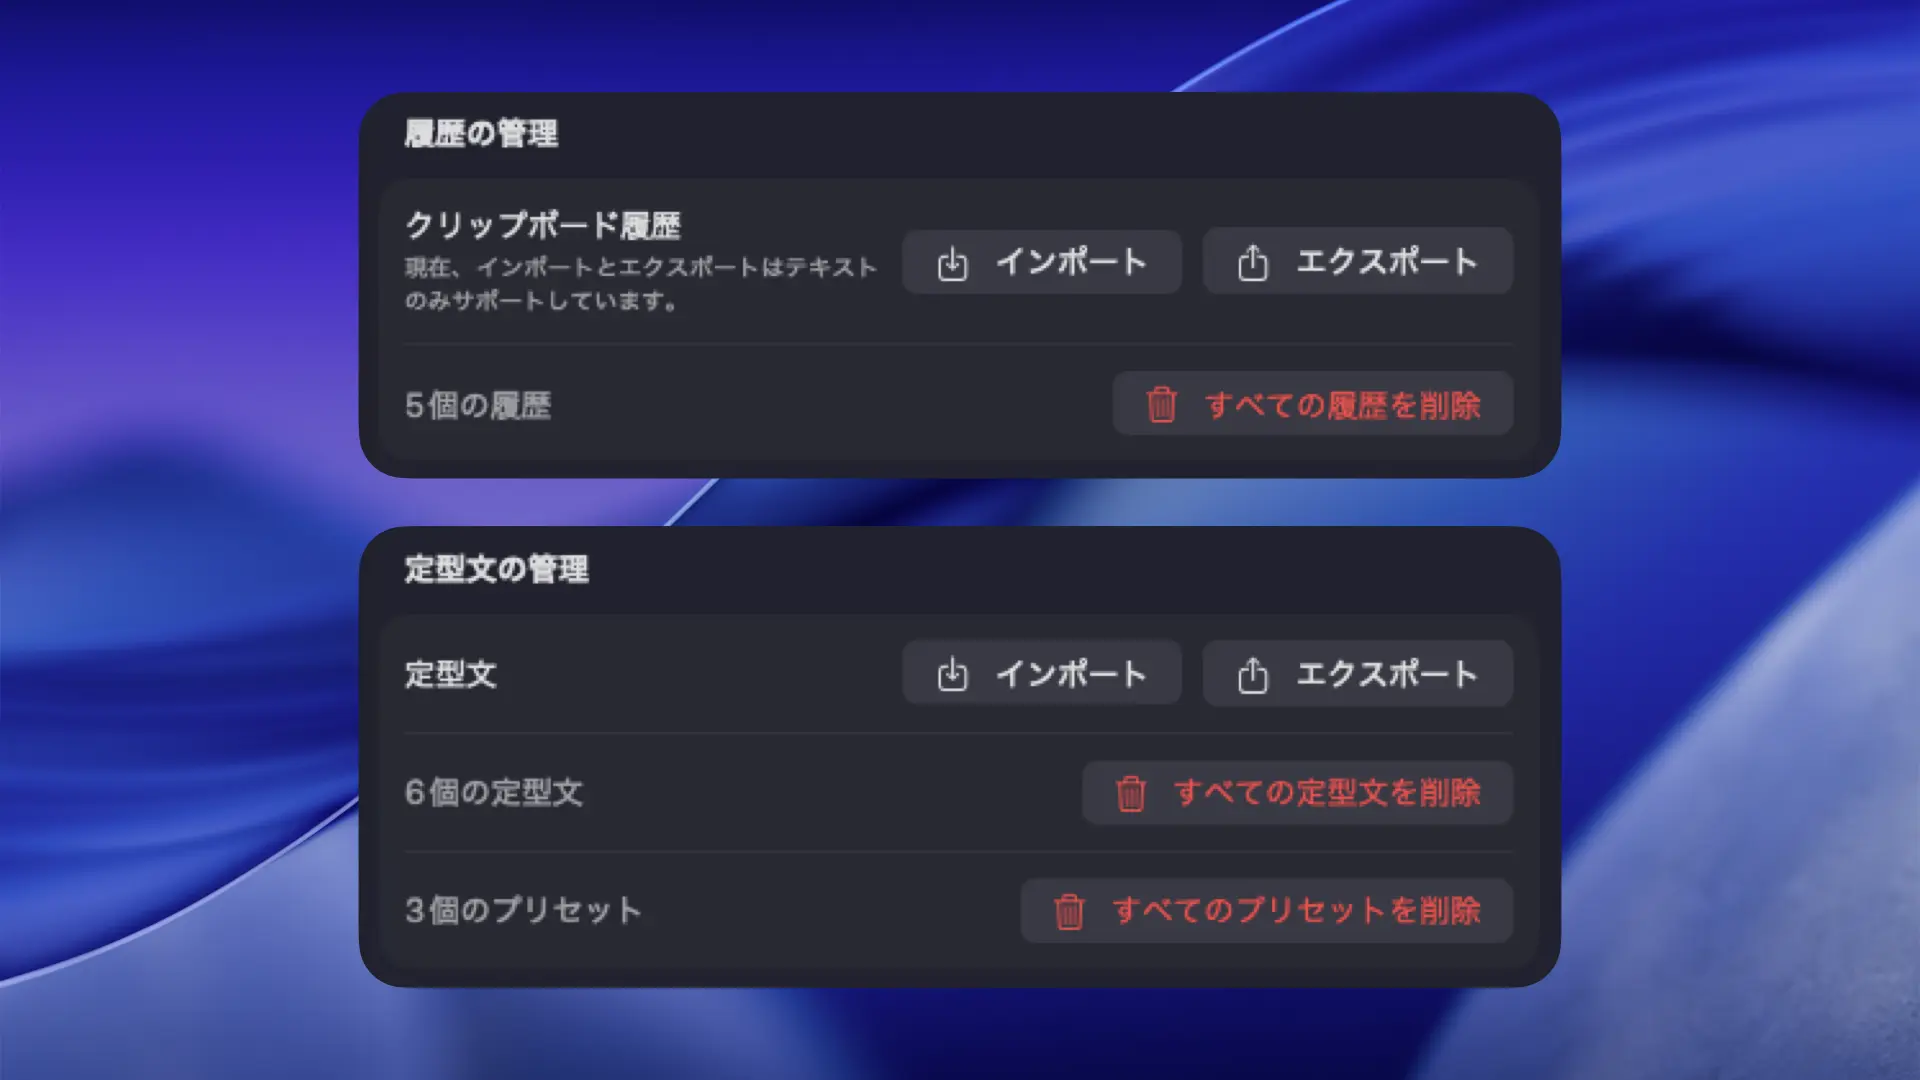 履歴の管理
クリップボード履歴
現在、インポートとエクスポートはテキスト
のみサポートしています。
インポート
エクスポート
5個の履歴
すべての履歴を削除
定型文の管理
定型文
インポート
エクスポート
6個の定型文
すべての定型文を削除
3個のプリセット
すべてのプリセットを削除